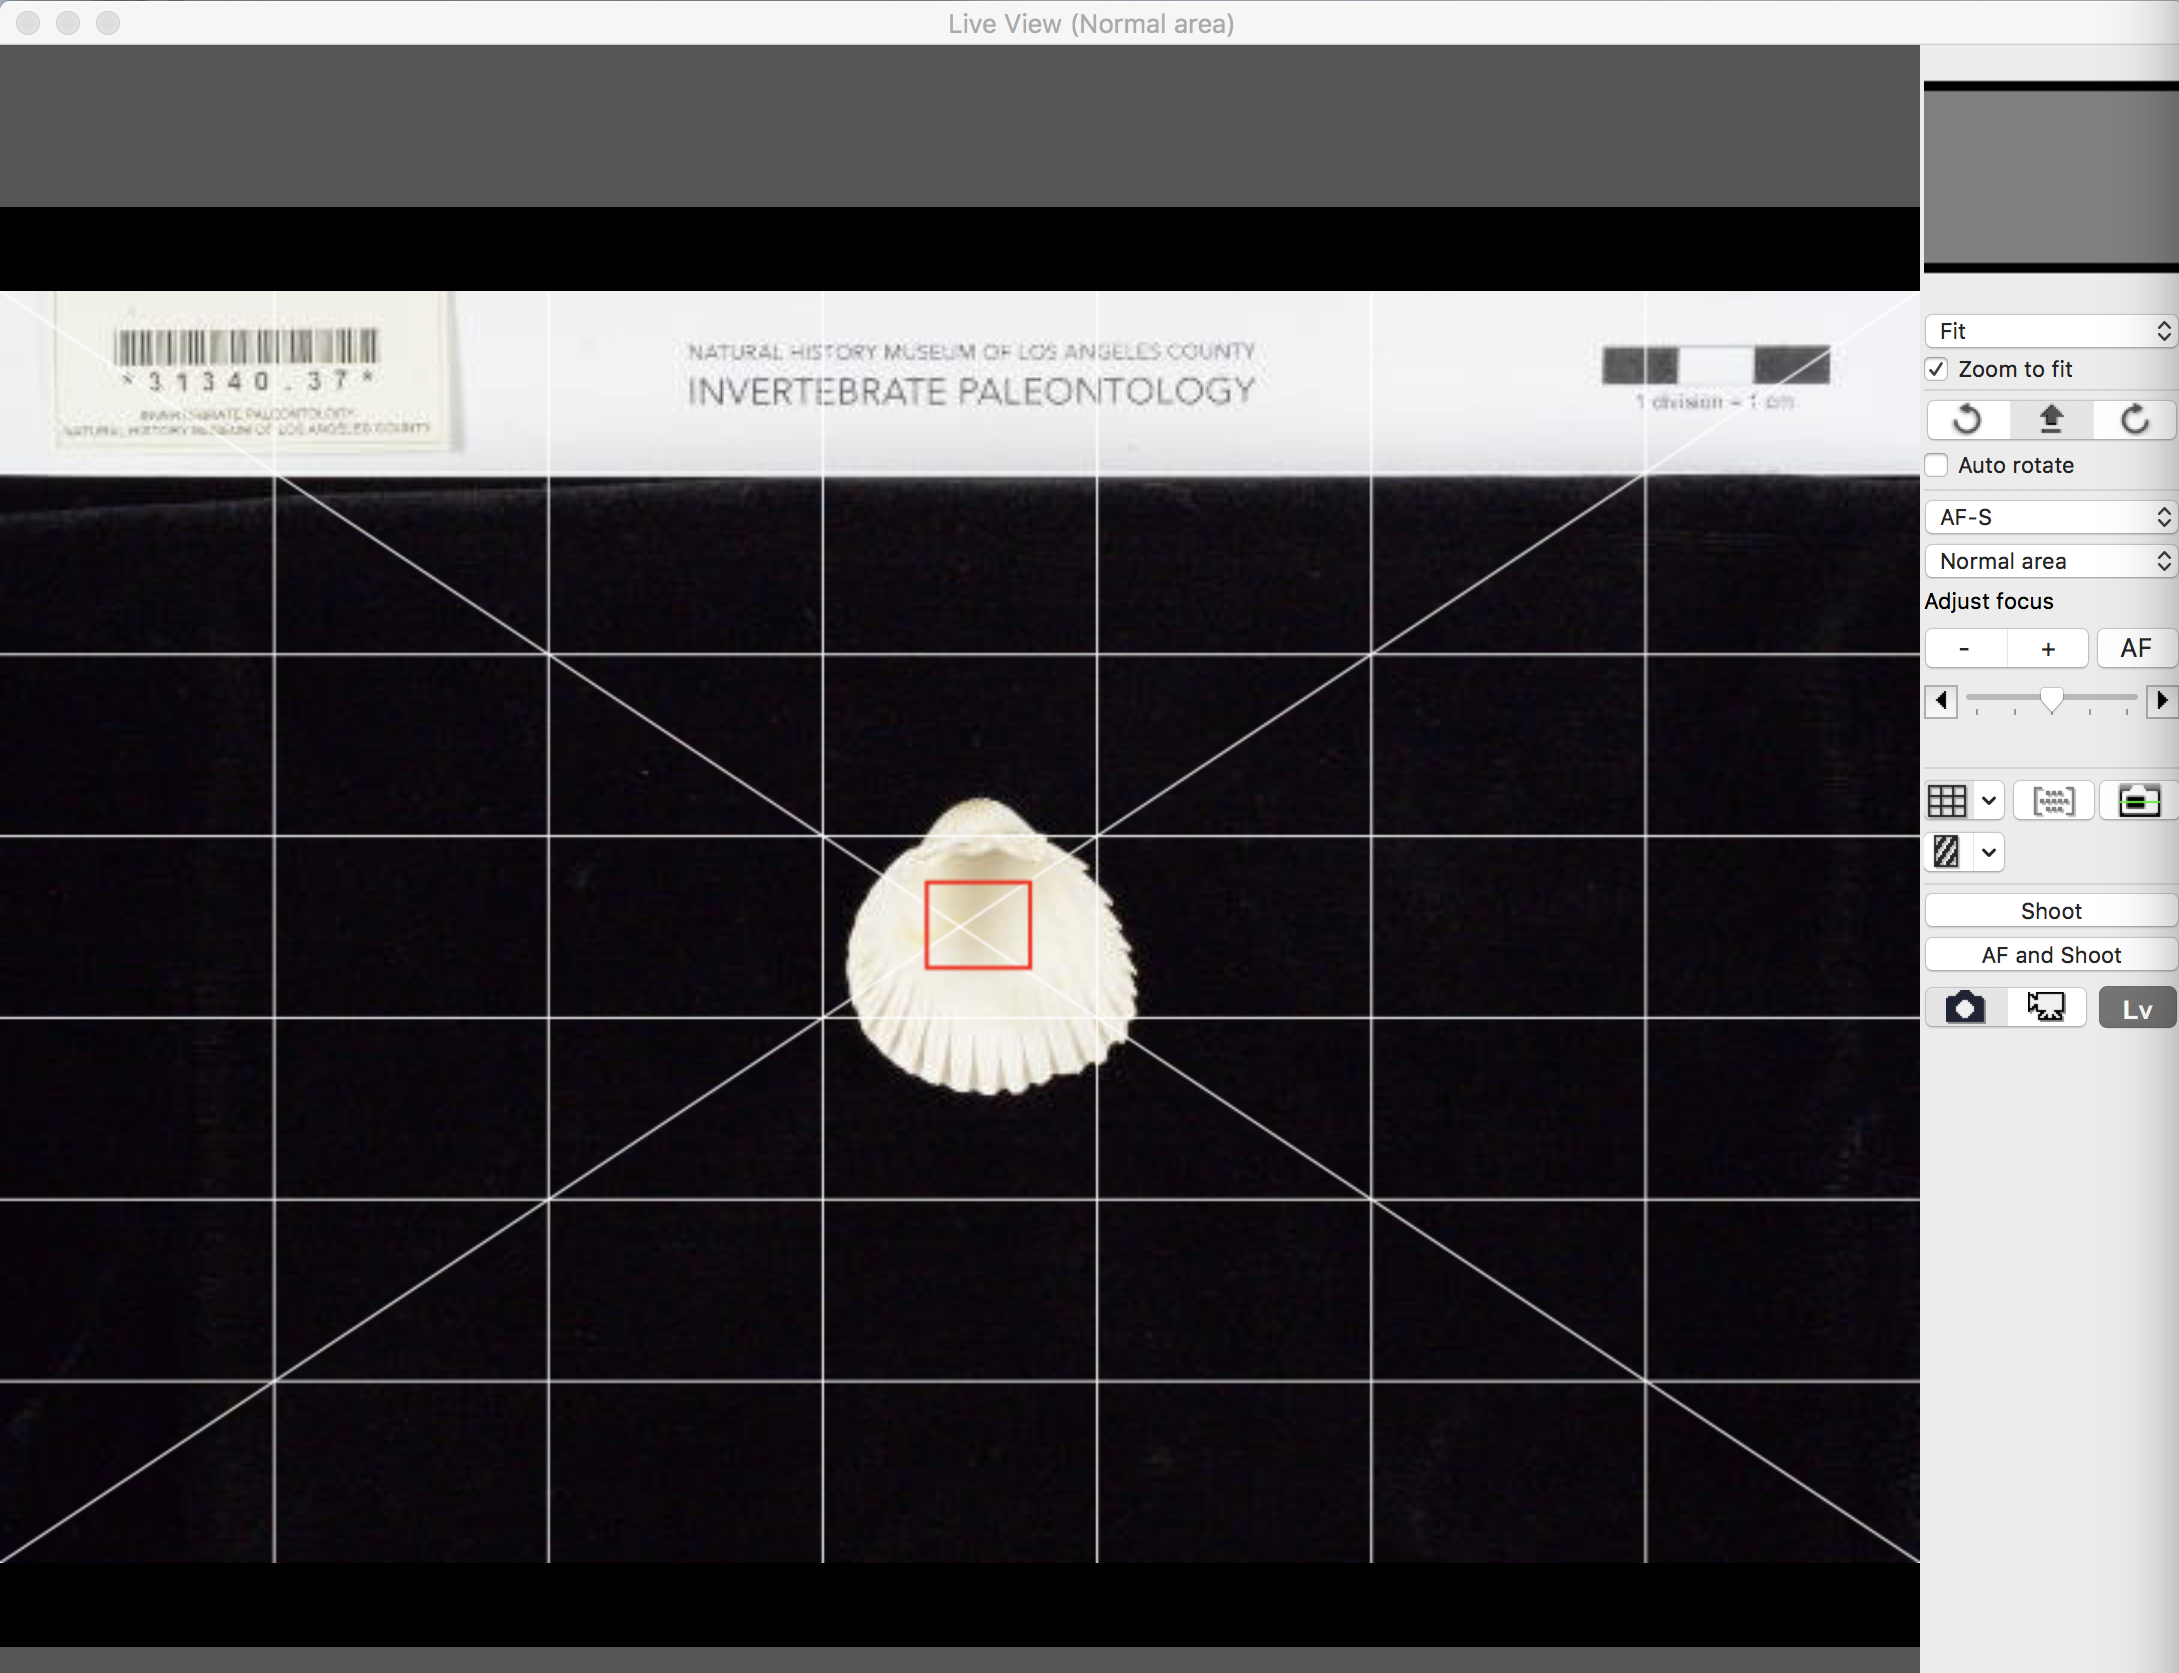 Live View (Normal area)
*31340.37*
INVERTEBRATE PALEONTOLOGY
NATURAL HISTORY MUSEUM OF LOS ANGELES COUNTY
NATURAL HISTORY MUSEUM OF LOS ANGELES COUNTY
INVERTEBRATE PALEONTOLOGY
1 division = 1 cm
Fit
Zoom to fit
Auto rotate
AF-S
Normal area
Adjust focus
- + AF
Shoot
AF and Shoot
Lv